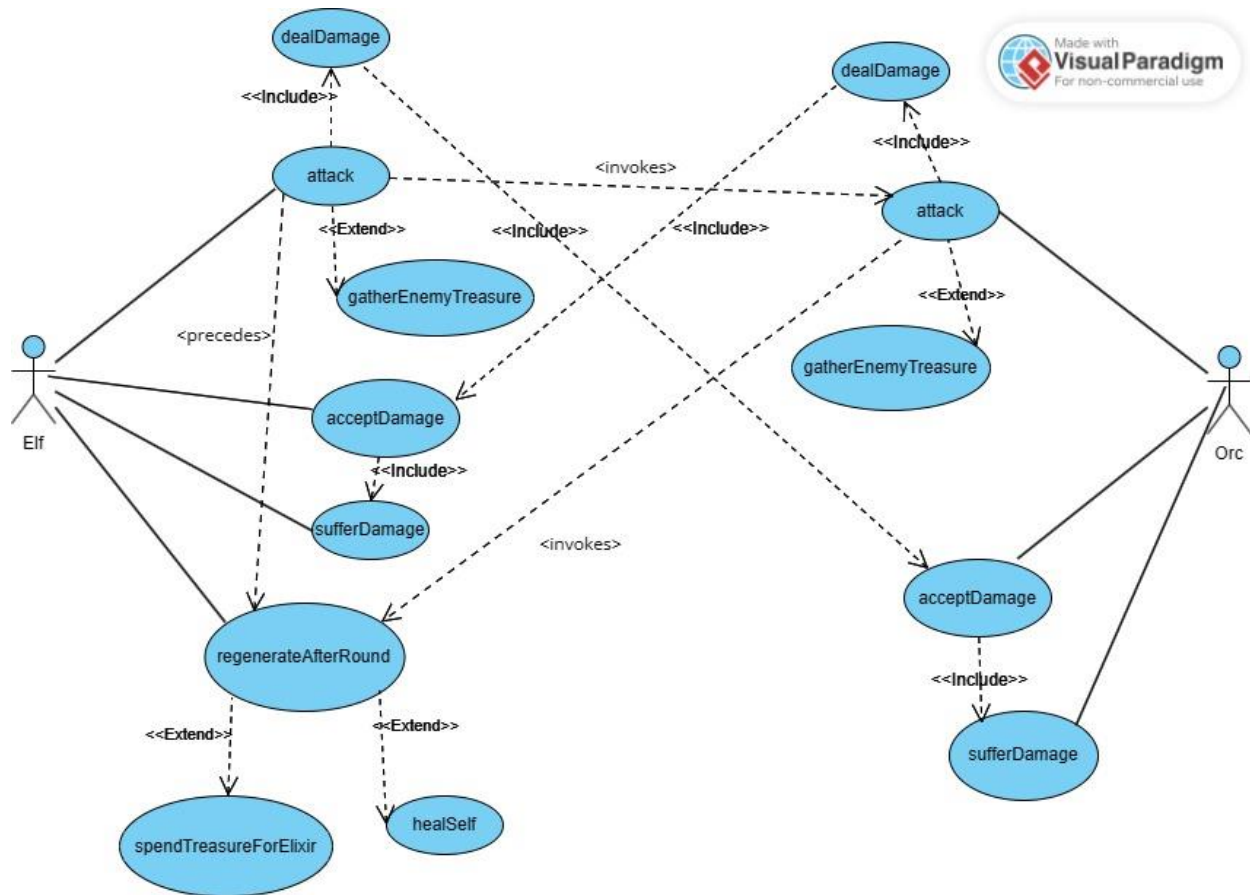 dealDamage
Made with
Visual Paradigm
For non-commercial use
dealDamage
<<Include>>
<<Include>>
attack
<invokes>
attack
<<Extend>>
<<Include>>
<<Include>>
gatherEnemyTreasure
<<Extend>>
<precedes>
gatherEnemyTreasure
acceptDamage
Elf
Orc
<<Include>>
sufferDamage
<invokes>
acceptDamage
regenerateAfterRound
<<Include>>
<<Extend>>
<<Extend>>
sufferDamage
spendTreasureForElixir
healSelf